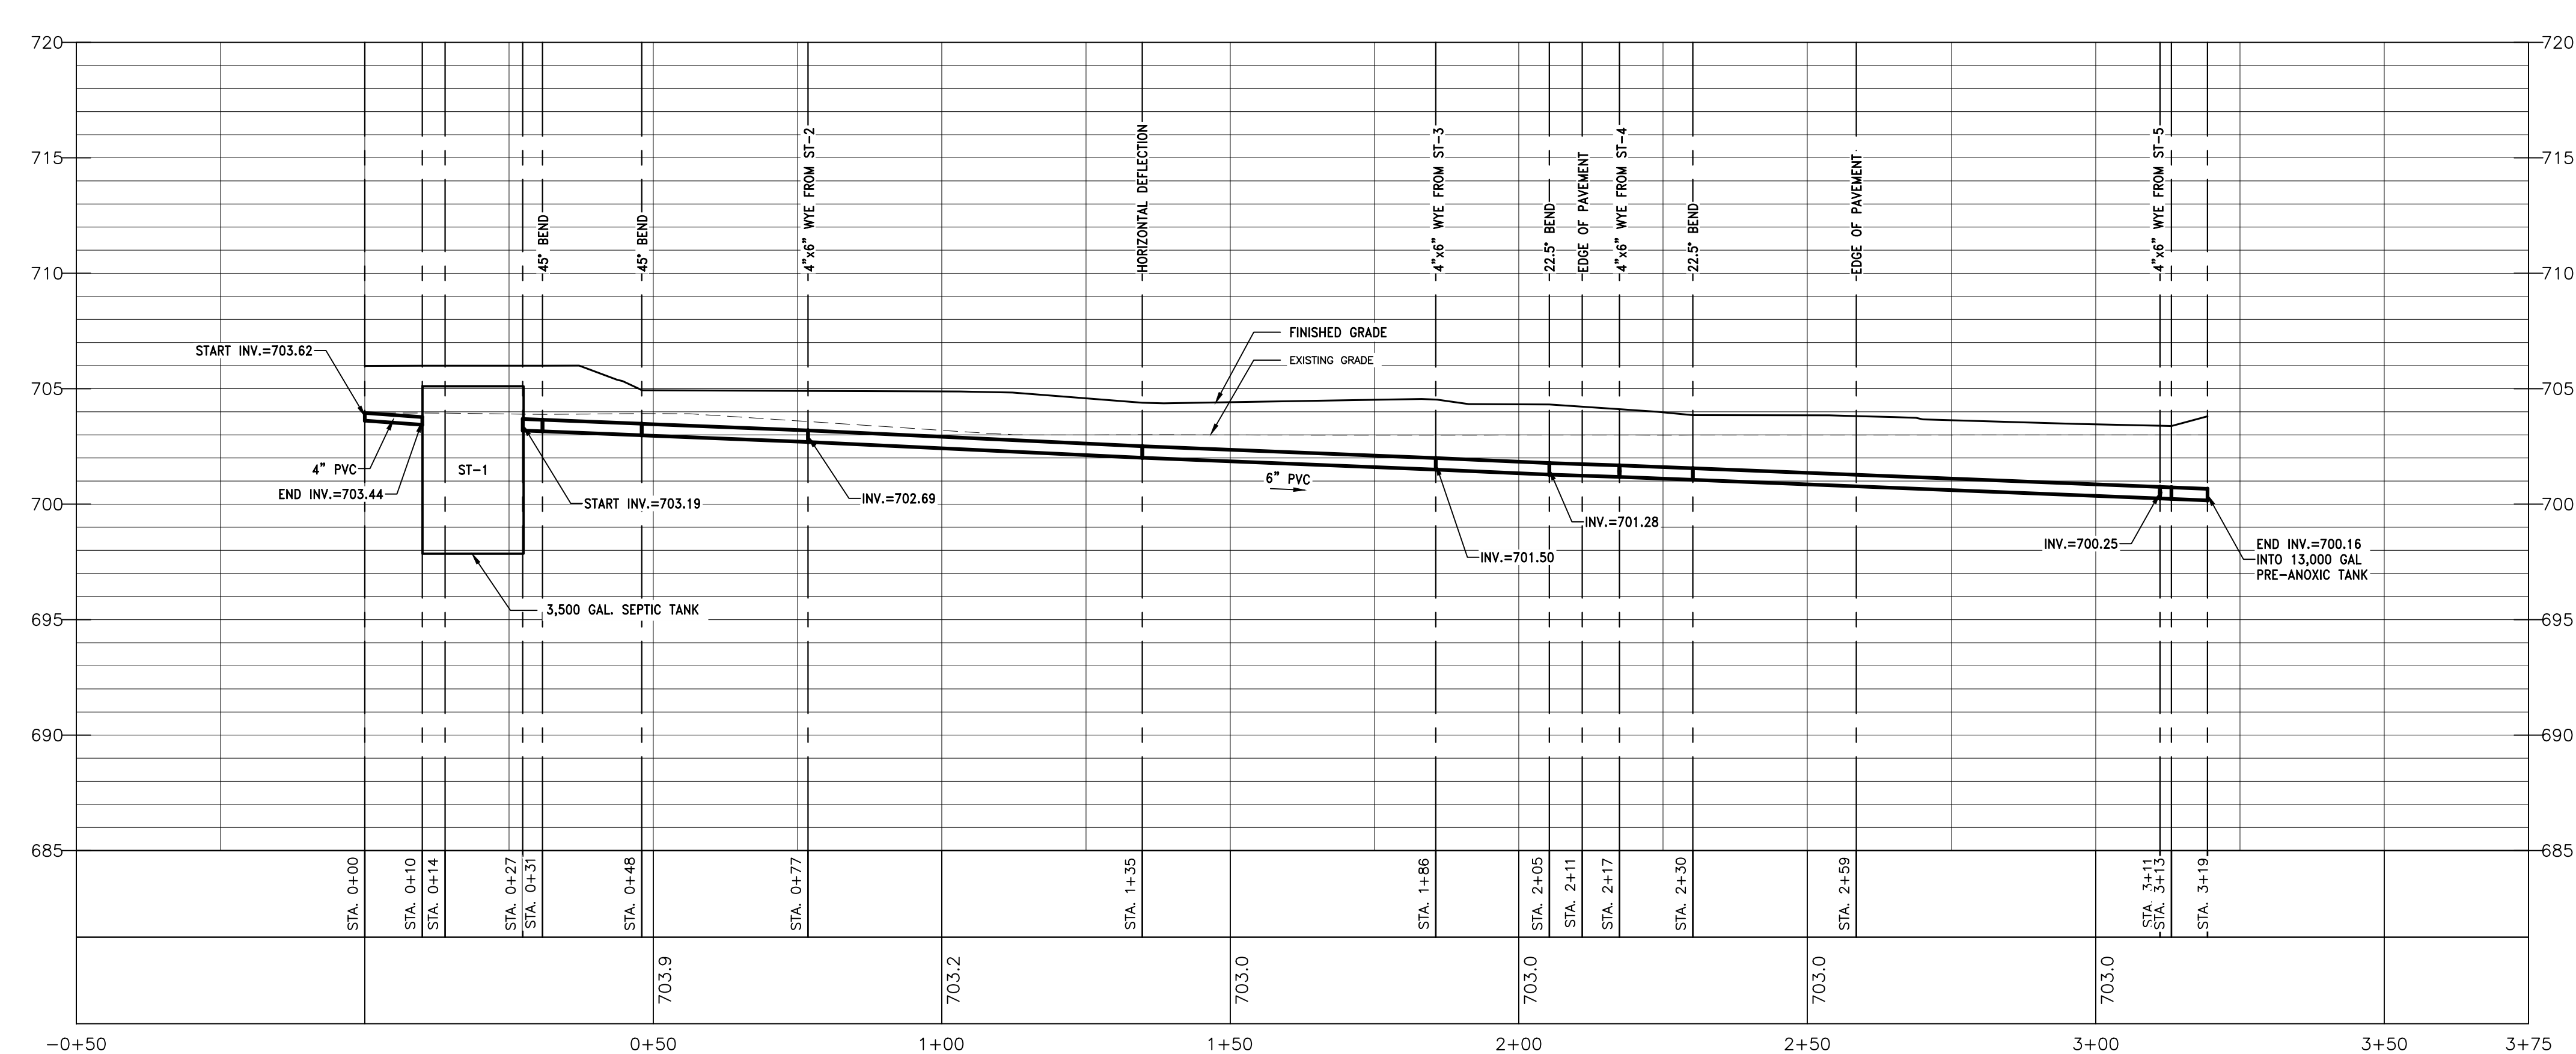 720
720
715
715
710
710
705
705
700
700
695
695
690
690
685
685
45° BEND
45° BEND
4"x6" WYE FROM ST-2
HORIZONTAL DEFLECTION
4"x6" WYE FROM ST-3
22.5° BEND
EDGE OF PAVEMENT
4"x6" WYE FROM ST-4
22.5° BEND
EDGE OF PAVEMENT
4"x6" WYE FROM ST-5
FINISHED GRADE
EXISTING GRADE
START INV.=703.62
4" PVC
END INV.=703.44
ST-1
START INV.=703.19
3,500 GAL. SEPTIC TANK
INV.=702.69
6" PVC
INV.=701.50
INV.=701.28
INV.=700.25
END INV.=700.16
INTO 13,000 GAL
PRE-ANOXIC TANK
STA. 0+00
STA. 0+10
STA. 0+14
STA. 0+27
STA. 0+31
STA. 0+48
STA. 0+77
STA. 1+35
STA. 1+86
STA. 2+05
STA. 2+11
STA. 2+17
STA. 2+30
STA. 2+59
STA. 3+11
STA. 3+13
STA. 3+19
703.9
703.2
703.0
703.0
703.0
703.0
-0+50
0+50
1+00
1+50
2+00
2+50
3+00
3+50
3+75